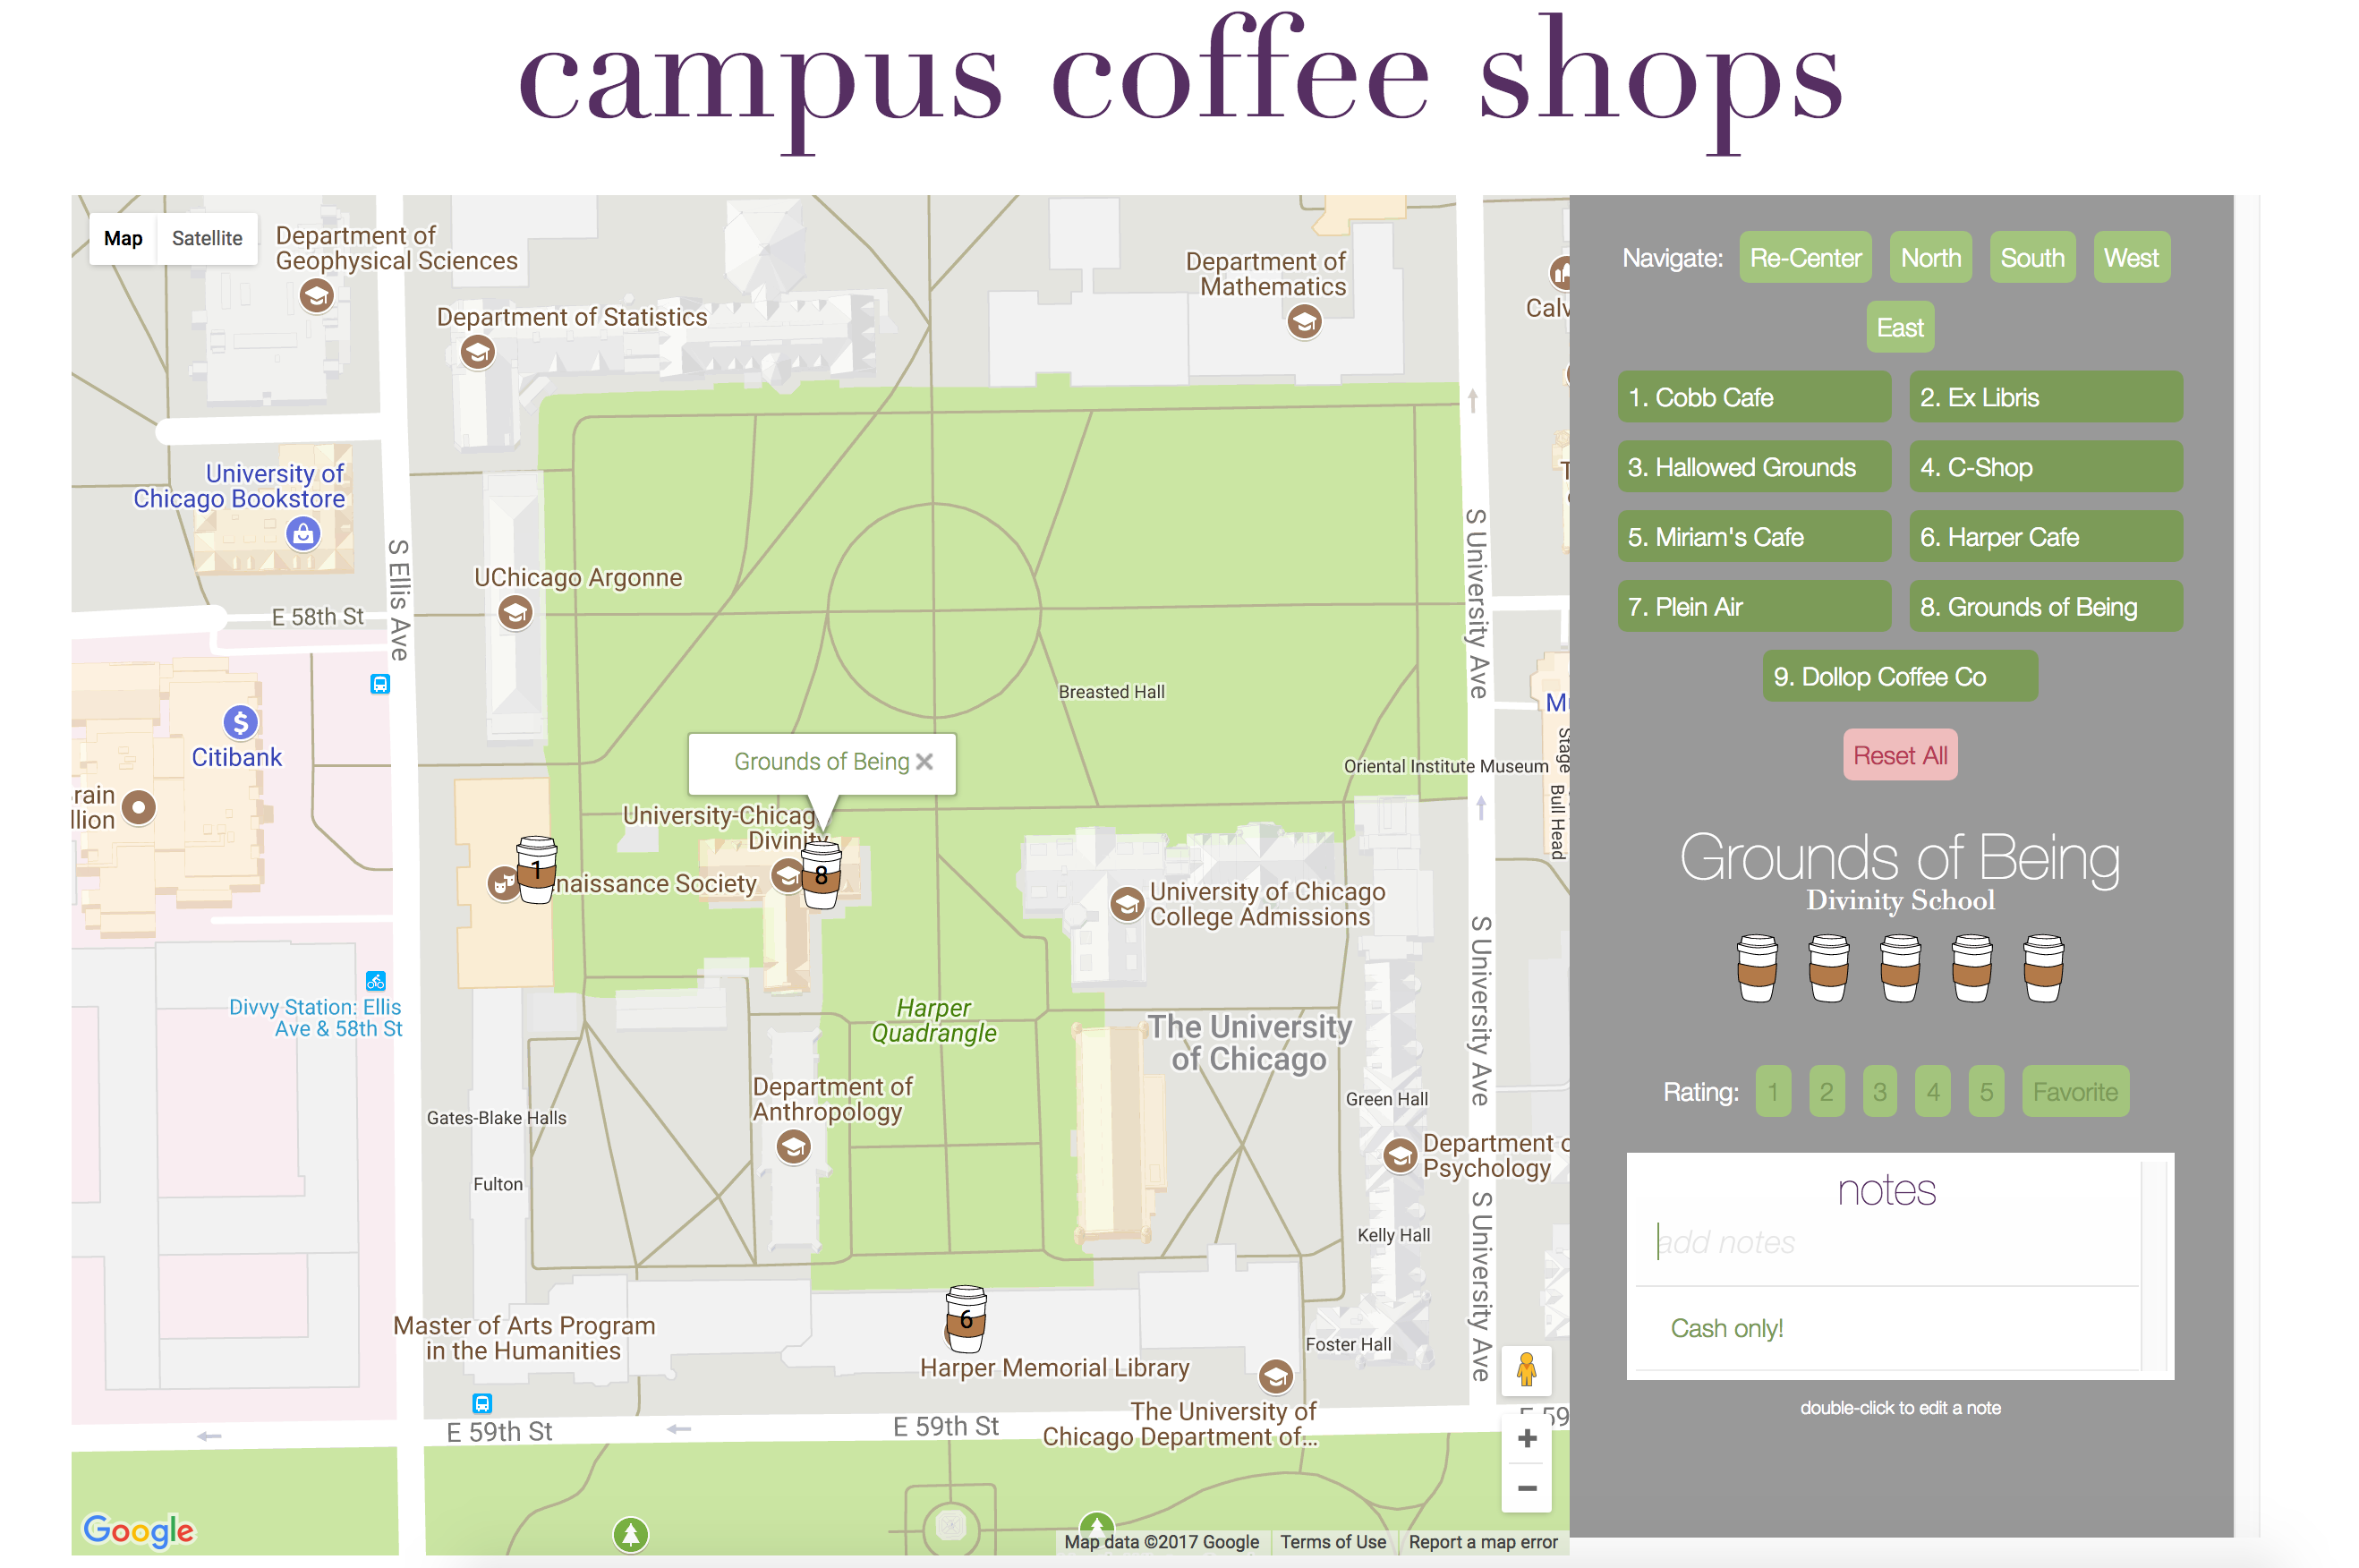 campus coffee shops
Map
Satellite
Department of
Geophysical Sciences
Department of Statistics
Department of
Mathematics
Calv
University of
Chicago Bookstore
S Ellis Ave
E 58th St
UChicago Argonne
S University Ave
Breasted Hall
Citibank
Grounds of Being
Oriental Institute Museum
Stage
Bull Head
rain
llion
University-Chicag
Divinity
1
naissance Society
8
University of Chicago
College Admissions
Divvy Station: Ellis
Ave & 58th St
Harper
Quadrangle
The University
of Chicago
S University Ave
Department of
Anthropology
Gates-Blake Halls
Green Hall
Department o
Psychology
Fulton
Kelly Hall
S University Ave
6
Master of Arts Program
in the Humanities
Harper Memorial Library
Foster Hall
E 59th St
E 59th St
The University of
Chicago Department of...
E 59
+
−
Google
Map data ©2017 Google
Terms of Use
Report a map error
Navigate: Re-Center North South West
East
1. Cobb Cafe
2. Ex Libris
3. Hallowed Grounds
4. C-Shop
5. Miriam's Cafe
6. Harper Cafe
7. Plein Air
8. Grounds of Being
9. Dollop Coffee Co
Reset All
Grounds of Being
Divinity School
Rating: 1 2 3 4 5 Favorite
notes
add notes
Cash only!
double-click to edit a note